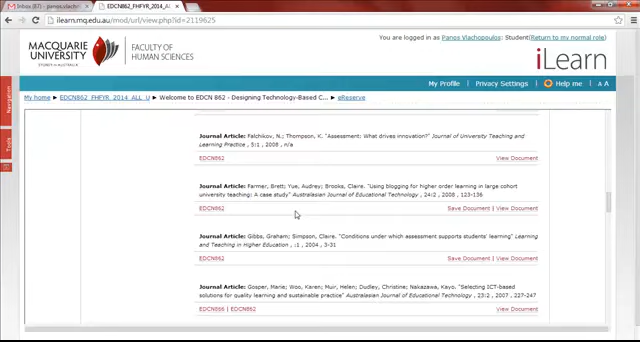 Inbox (87) - panos.vlachop
EDCN862_FHFYR_2014_ALL
ilearn.mq.edu.au/mod/url/view.php?id=2119625
You are logged in as Panos Vlachopoulos: Student(Return to my normal role)
MACQUARIE
UNIVERSITY
SYDNEY~AUSTRALIA
FACULTY OF
HUMAN SCIENCES
iLearn
My Profile | Privacy Settings | Help me A A
My home ► EDCN862_FHFYR_2014_ALL_U ► Welcome to EDCN 862 - Designing Technology-Based C... ► eReserve
Navigation
Tools
Journal Article: Falchikov, N.; Thompson, K. "Assessment: What drives innovation?" Journal of University Teaching and
Learning Practice , 5:1 , 2008 , n/a
EDCN862 View Document
Journal Article: Farmer, Brett; Yue, Audrey; Brooks, Claire. "Using blogging for higher order learning in large cohort
university teaching: A case study" Australasian Journal of Educational Technology , 24:2 , 2008 , 123-136
EDCN862 Save Document | View Document
Journal Article: Gibbs, Graham; Simpson, Claire. "Conditions under which assessment supports students' learning" Learning
and Teaching in Higher Education , :1 , 2004 , 3-31
EDCN862 Save Document | View Document
Journal Article: Gosper, Marie; Woo, Karen; Muir, Helen; Dudley, Christine; Nakazawa, Kayo. "Selecting ICT-based
solutions for quality learning and sustainable practice" Australasian Journal of Educational Technology , 23:2 , 2007 , 227-247
EDCN866 | EDCN862 View Document